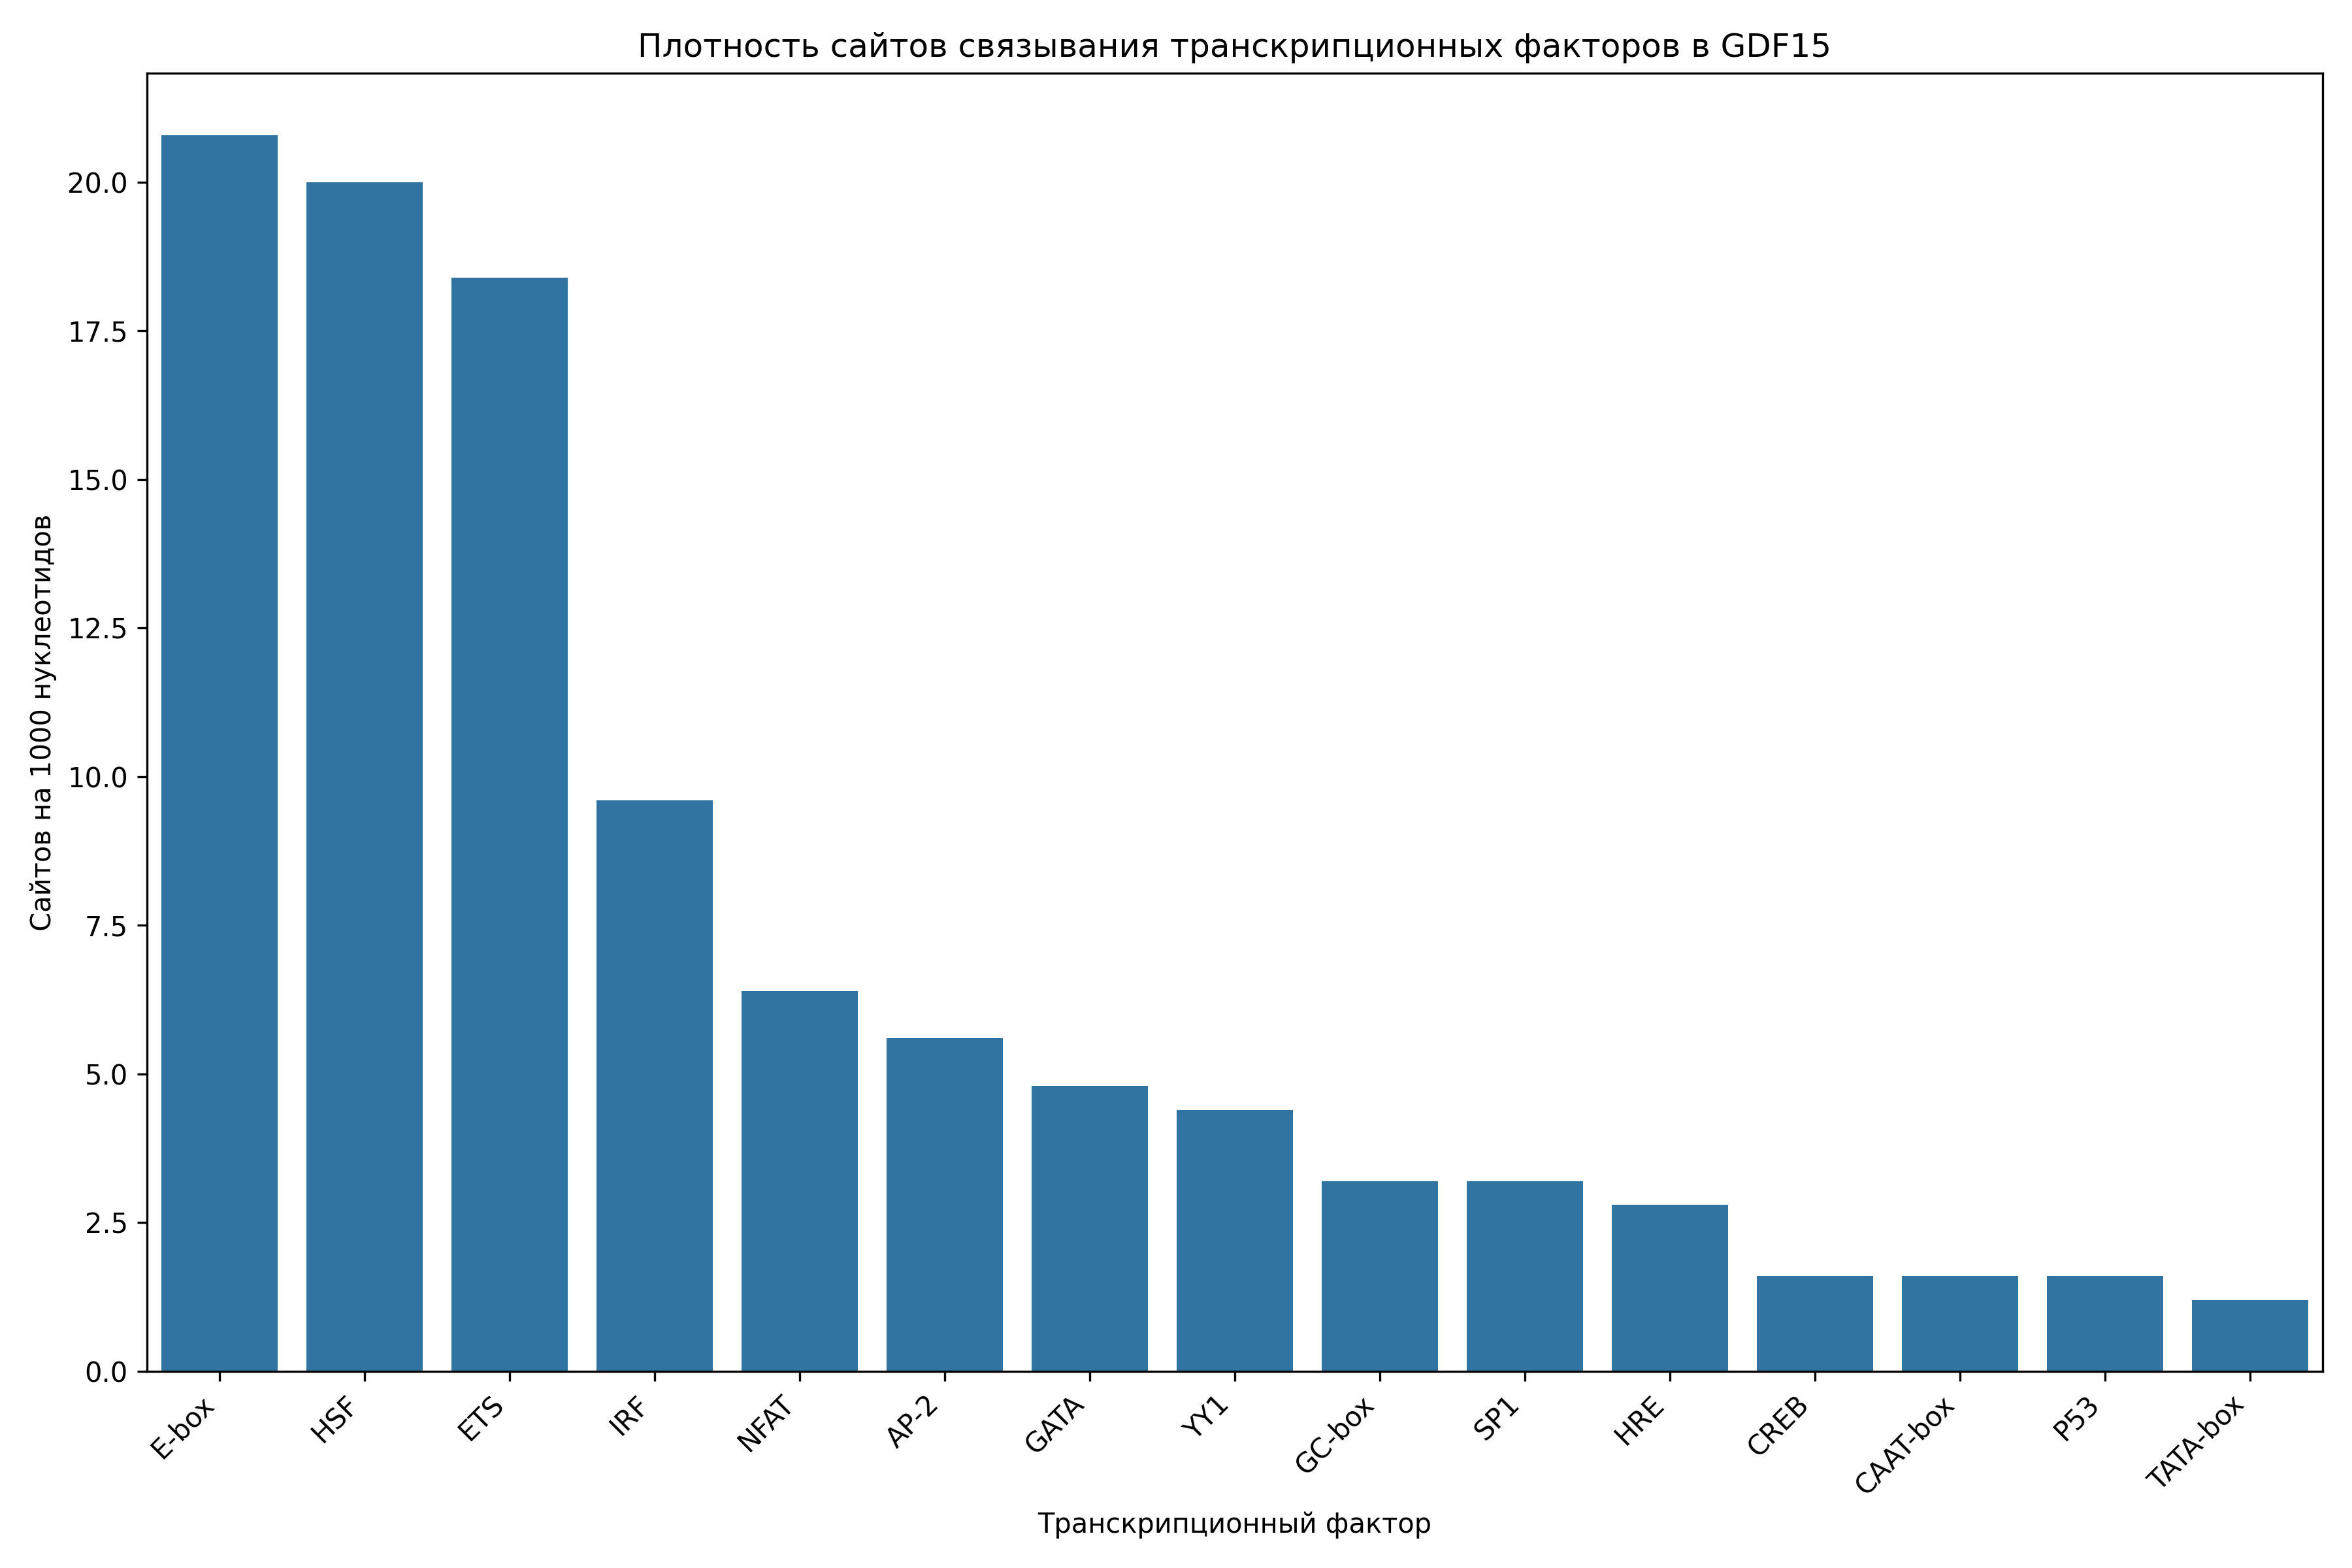 Плотность сайтов связывания транскрипционных факторов в GDF15
Сайтов на 1000 нуклеотидов
20.0
17.5
15.0
12.5
10.0
7.5
5.0
2.5
0.0
E-box
HSF
ETS
IRF
NFAT
AP-2
GATA
YY1
GC-box
SP1
HRE
CREB
CAAT-box
P53
TATA-box
Транскрипционный фактор